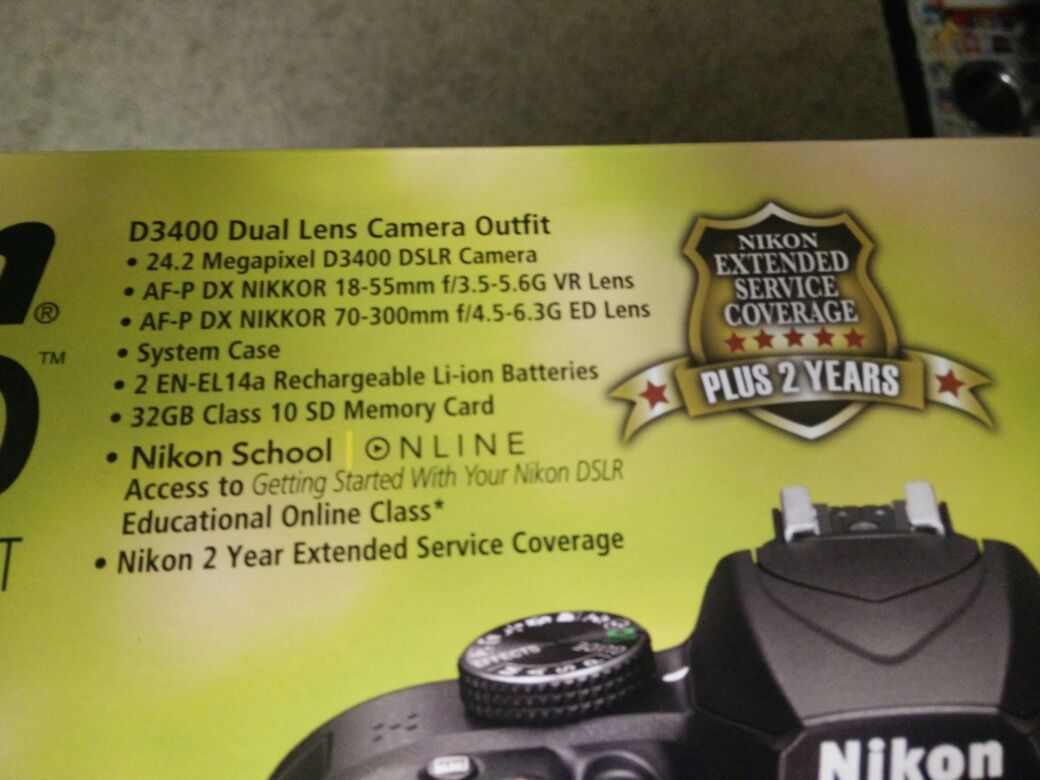 D3400 Dual Lens Camera Outfit
• 24.2 Megapixel D3400 DSLR Camera
• AF-P DX NIKKOR 18-55mm f/3.5-5.6G VR Lens
• AF-P DX NIKKOR 70-300mm f/4.5-6.3G ED Lens
• System Case
• 2 EN-EL14a Rechargeable Li-ion Batteries
• 32GB Class 10 SD Memory Card
• Nikon School | ONLINE
Access to Getting Started With Your Nikon DSLR
Educational Online Class*
• Nikon 2 Year Extended Service Coverage
NIKON
EXTENDED
SERVICE
COVERAGE
PLUS 2 YEARS
®
TM
T
EFFECTS
Nikon